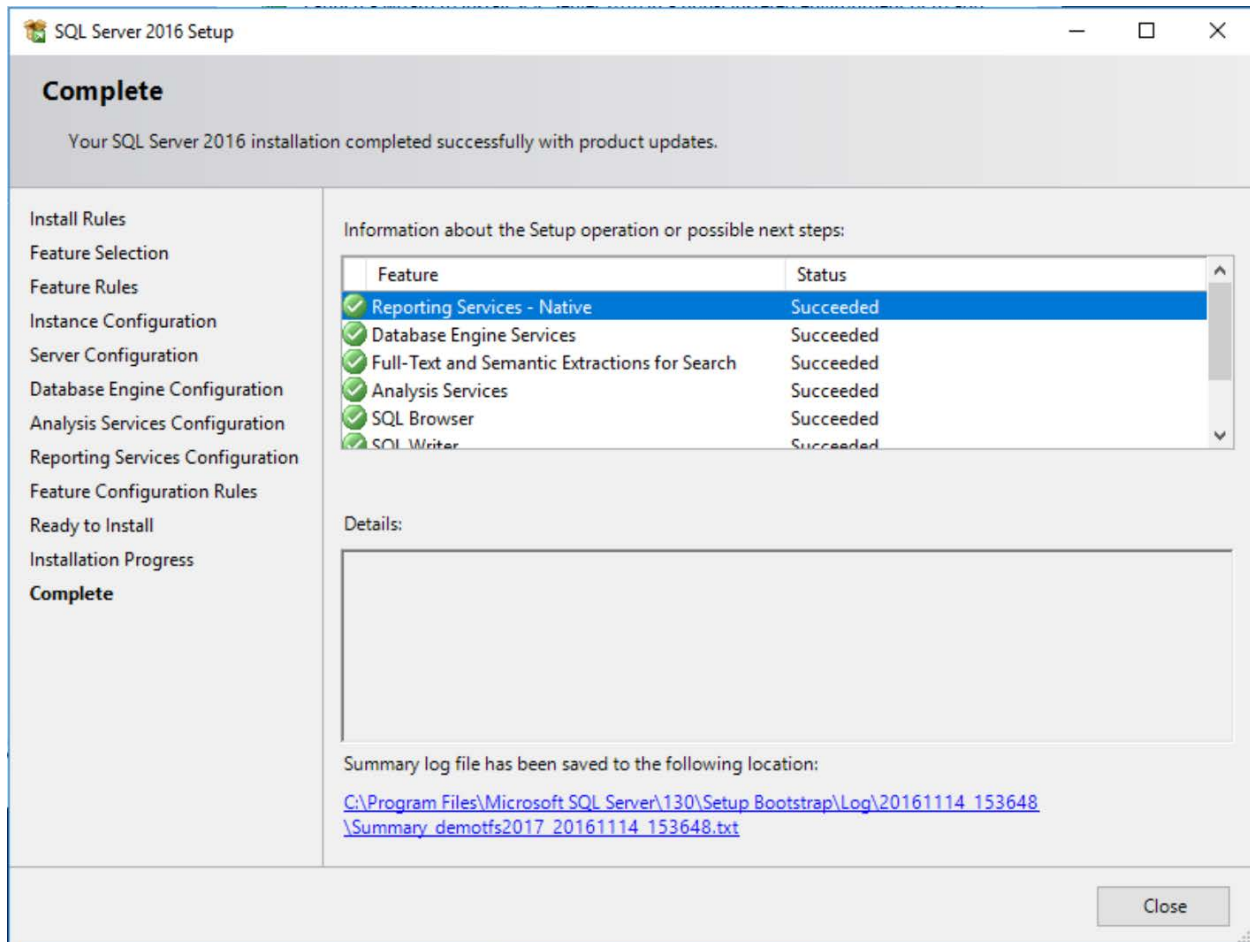 SQL Server 2016 Setup
Complete
Your SQL Server 2016 installation completed successfully with product updates.
Install Rules
Feature Selection
Feature Rules
Instance Configuration
Server Configuration
Database Engine Configuration
Analysis Services Configuration
Reporting Services Configuration
Feature Configuration Rules
Ready to Install
Installation Progress
Complete
Information about the Setup operation or possible next steps:
Feature Status
Reporting Services - Native Succeeded
Database Engine Services Succeeded
Full-Text and Semantic Extractions for Search Succeeded
Analysis Services Succeeded
SQL Browser Succeeded
SQL Writer Succeeded
Details:
Summary log file has been saved to the following location:
C:\Program Files\Microsoft SQL Server\130\Setup Bootstrap\Log\20161114_153648
\Summary_demotfs2017_20161114_153648.txt
Close